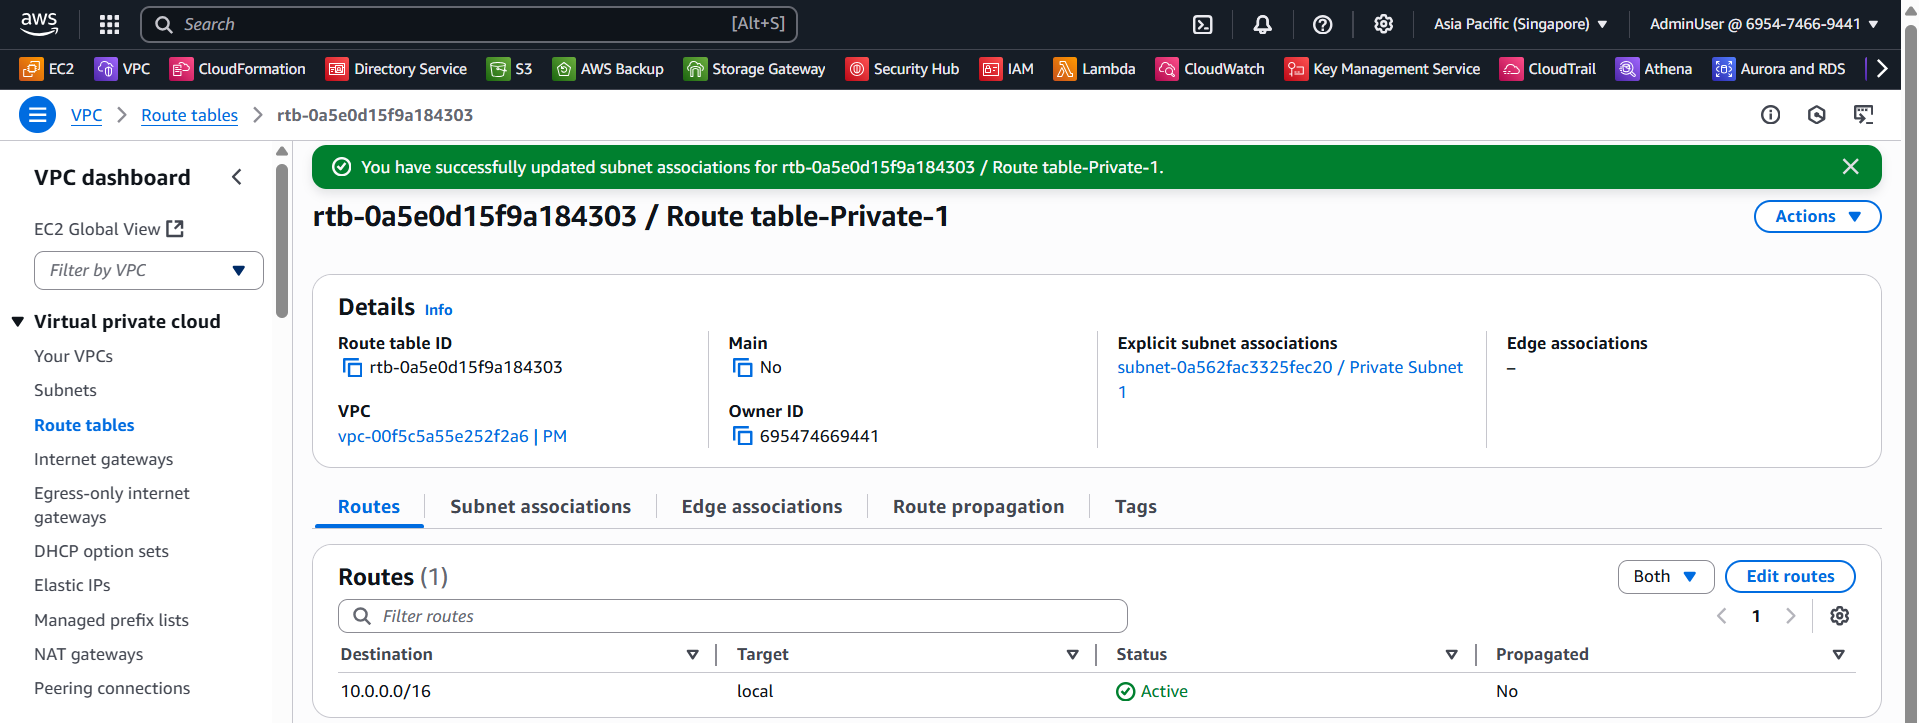 aws
Search [Alt+S] Asia Pacific (Singapore) AdminUser @ 6954-7466-9441
EC2 VPC CloudFormation Directory Service S3 AWS Backup Storage Gateway Security Hub IAM Lambda CloudWatch Key Management Service CloudTrail Athena Aurora and RDS
VPC Route tables rtb-0a5e0d15f9a184303
VPC dashboard
EC2 Global View
Filter by VPC
Virtual private cloud
Your VPCs
Subnets
Route tables
Internet gateways
Egress-only internet
gateways
DHCP option sets
Elastic IPs
Managed prefix lists
NAT gateways
Peering connections
You have successfully updated subnet associations for rtb-0a5e0d15f9a184303 / Route table-Private-1.
rtb-0a5e0d15f9a184303 / Route table-Private-1
Actions
Details Info
Route table ID
rtb-0a5e0d15f9a184303
VPC
vpc-00f5c5a55e252f2a6 | PM
Main
No
Owner ID
695474669441
Explicit subnet associations
subnet-0a562fac3325fec20 / Private Subnet
1
Edge associations
–
Routes Subnet associations Edge associations Route propagation Tags
Routes (1)
Both Edit routes
Filter routes
1
Destination Target Status Propagated
10.0.0.0/16 local Active No